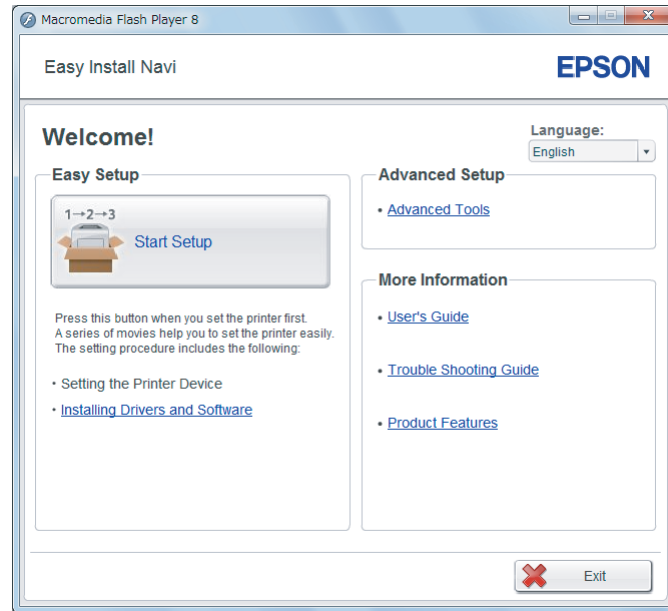 Macromedia Flash Player 8
Easy Install Navi
EPSON
Welcome!
Language:
English
Easy Setup
1→2→3
Start Setup
Press this button when you set the printer first.
A series of movies help you to set the printer easily.
The setting procedure includes the following:
・Setting the Printer Device
・Installing Drivers and Software
Advanced Setup
• Advanced Tools
More Information
• User's Guide
• Trouble Shooting Guide
• Product Features
Exit